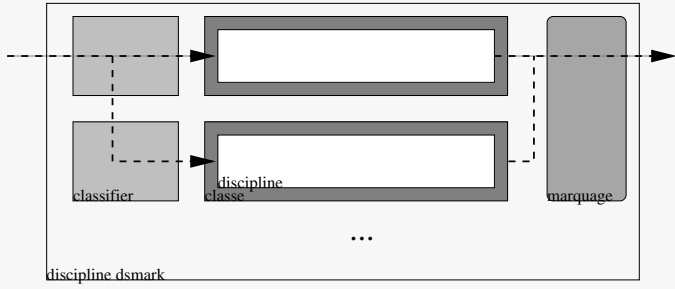 discipline
classifier
classe
marquage
...
discipline dsmark